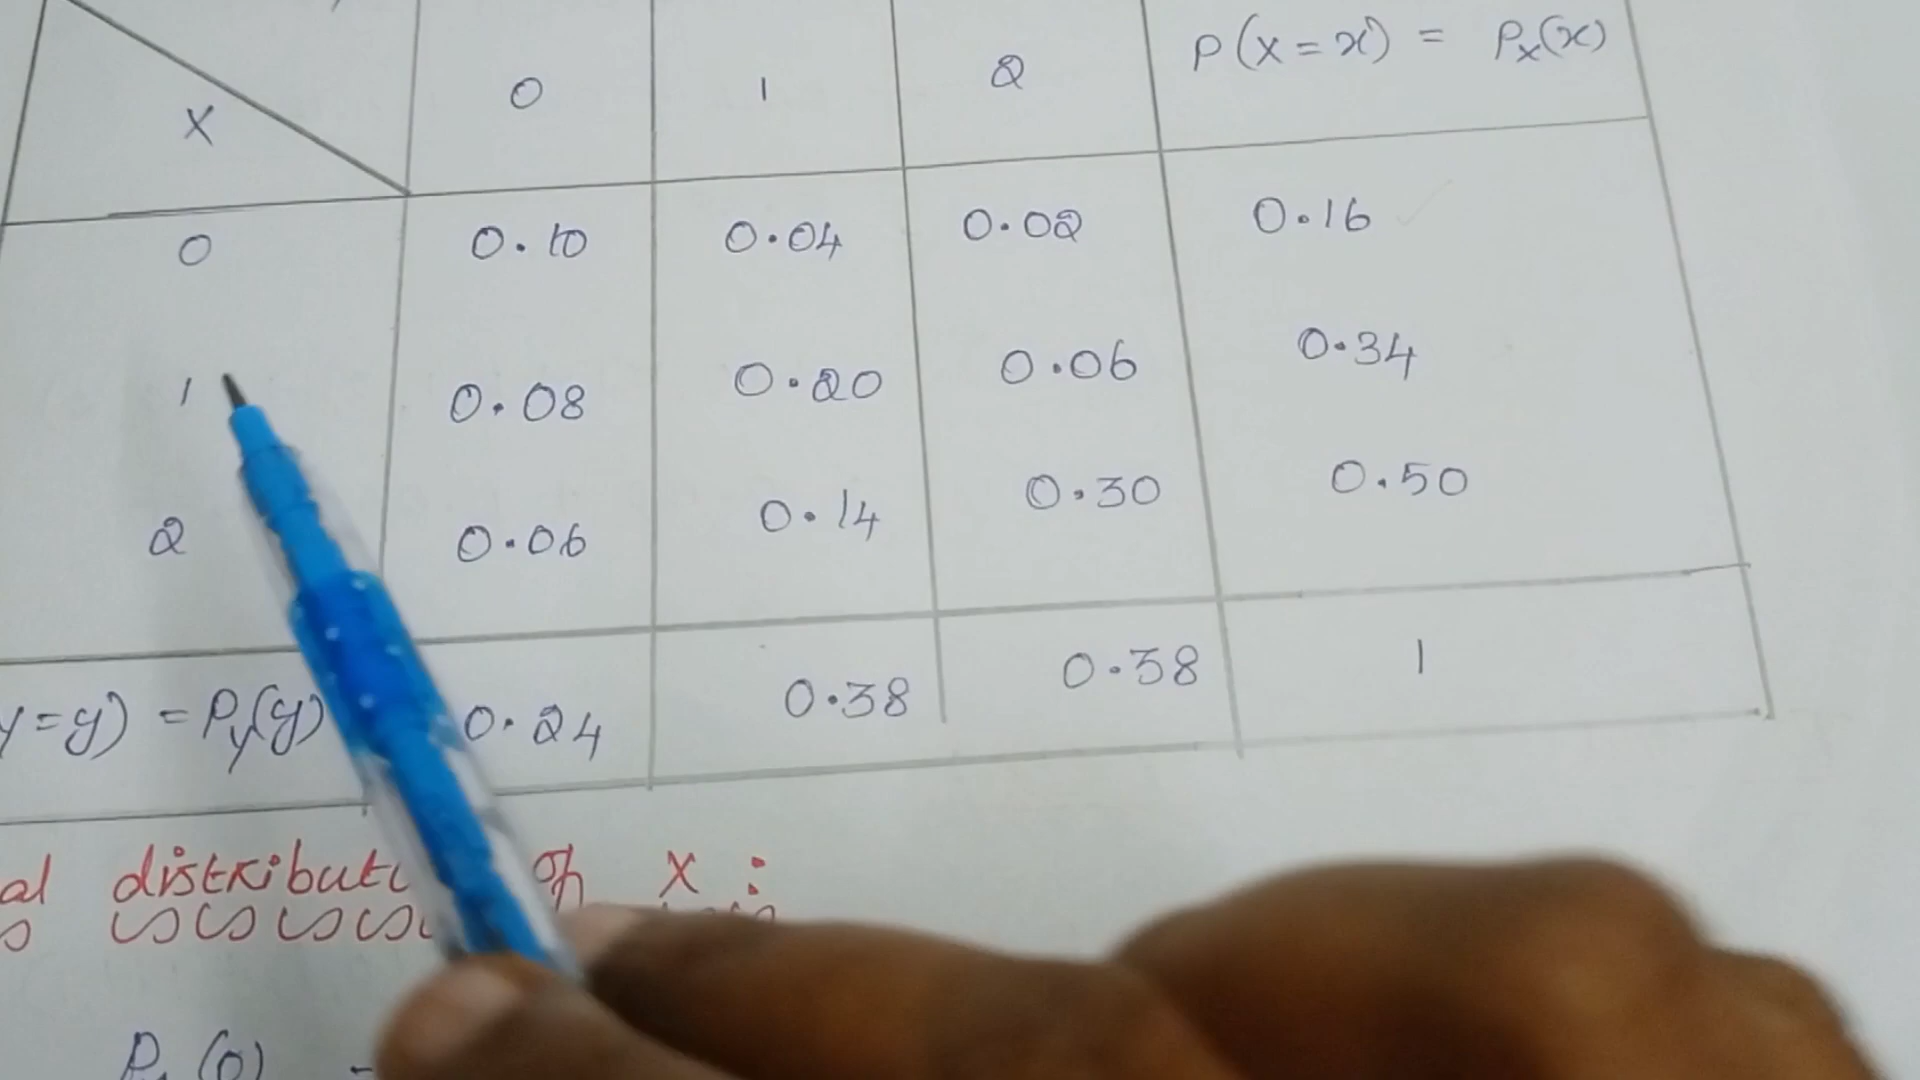 X 0 1 2 P(X=x) = Px(x)
0 0.10 0.04 0.02 0.16
1 0.08 0.20 0.06 0.34
2 0.06 0.14 0.30 0.50
y=y) = Py(y) 0.24 0.38 0.38 1
al distributi of X :
(0) -